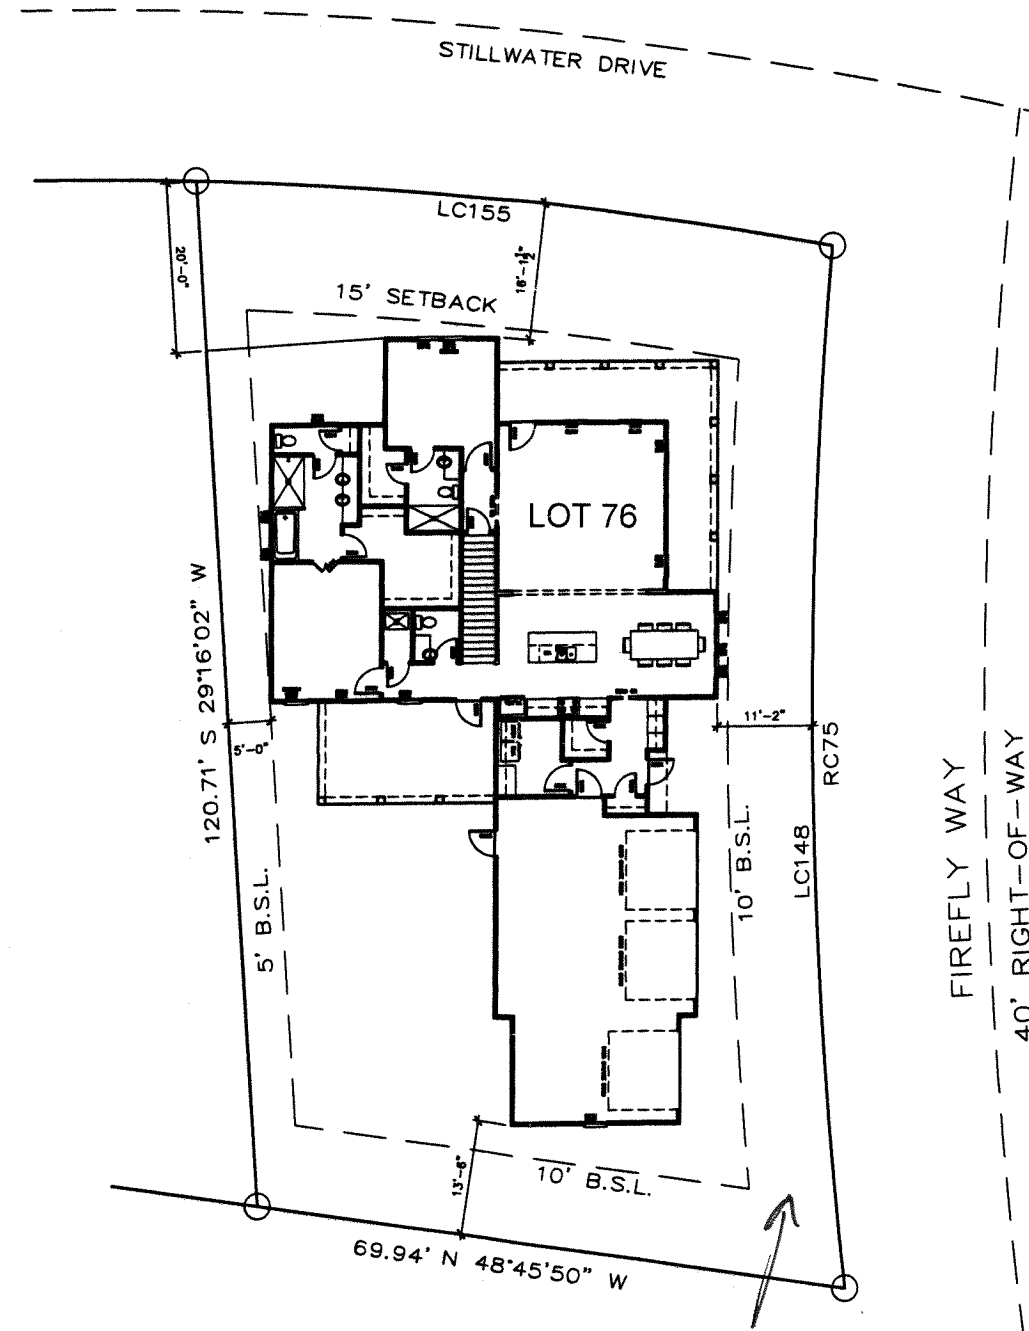 STILLWATER DRIVE
LC155
20'-0"
16'-1½"
15' SETBACK
LOT 76
120.71' S 29°16'02" W
5'-0"
11'-2"
RC75
LC148
5' B.S.L.
10' B.S.L.
FIREFLY WAY
40' RIGHT-OF-WAY
13'-6"
10' B.S.L.
69.94' N 48°45'50" W